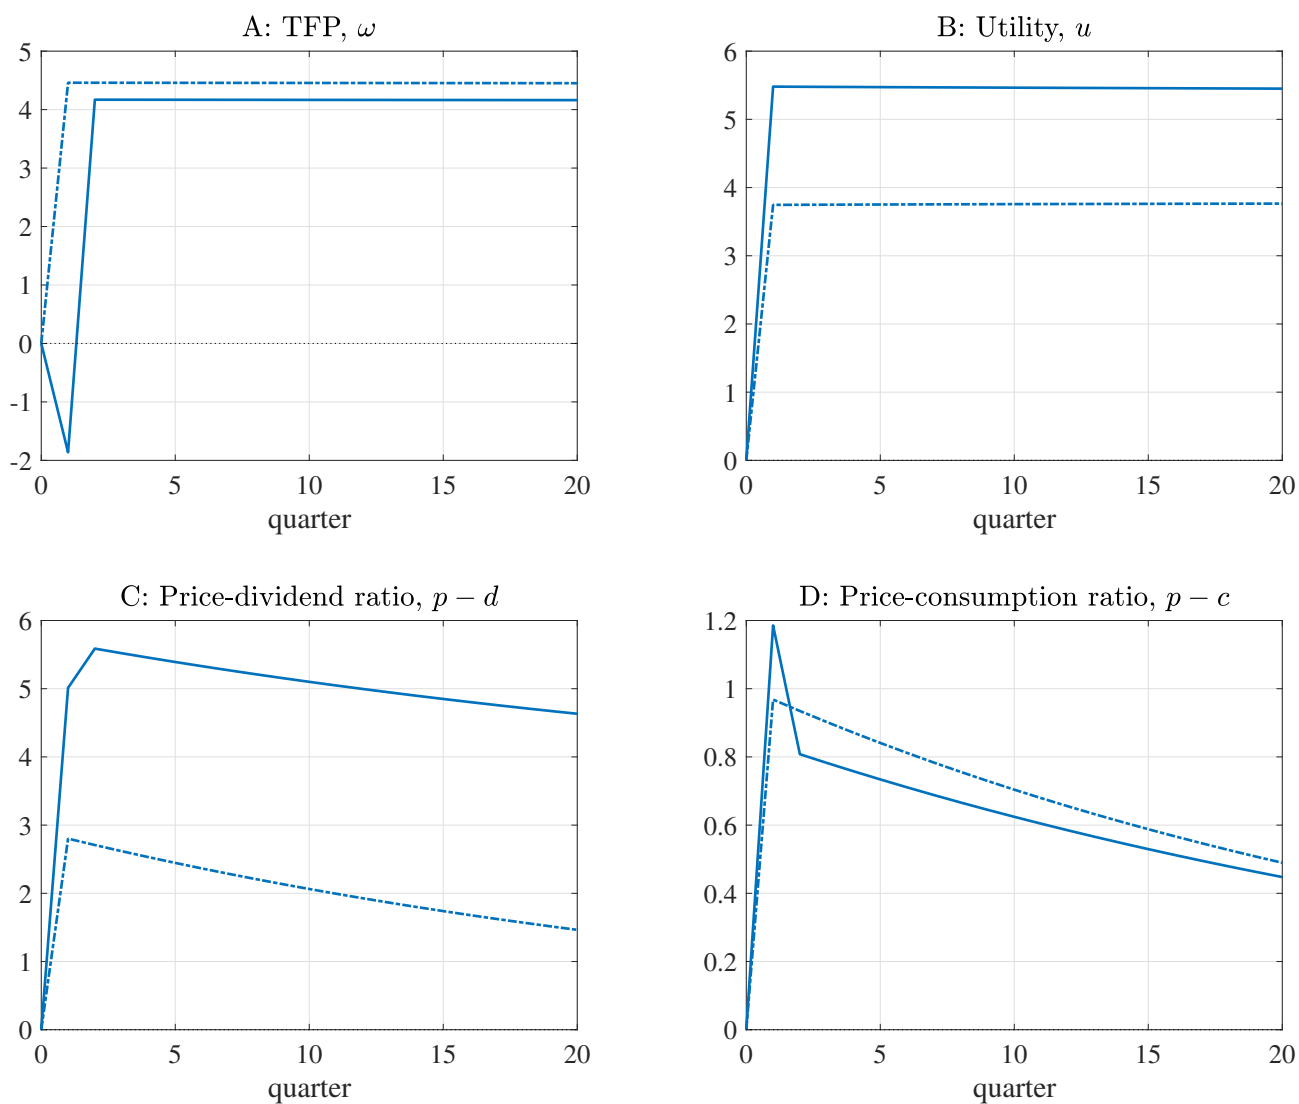 A: TFP, ω
5
4
3
2
1
0
-1
-2
0 5 10 15 20
quarter
B: Utility, u
6
5
4
3
2
1
0
0 5 10 15 20
quarter
C: Price-dividend ratio, p − d
6
5
4
3
2
1
0
0 5 10 15 20
quarter
D: Price-consumption ratio, p − c
1.2
1
0.8
0.6
0.4
0.2
0
0 5 10 15 20
quarter